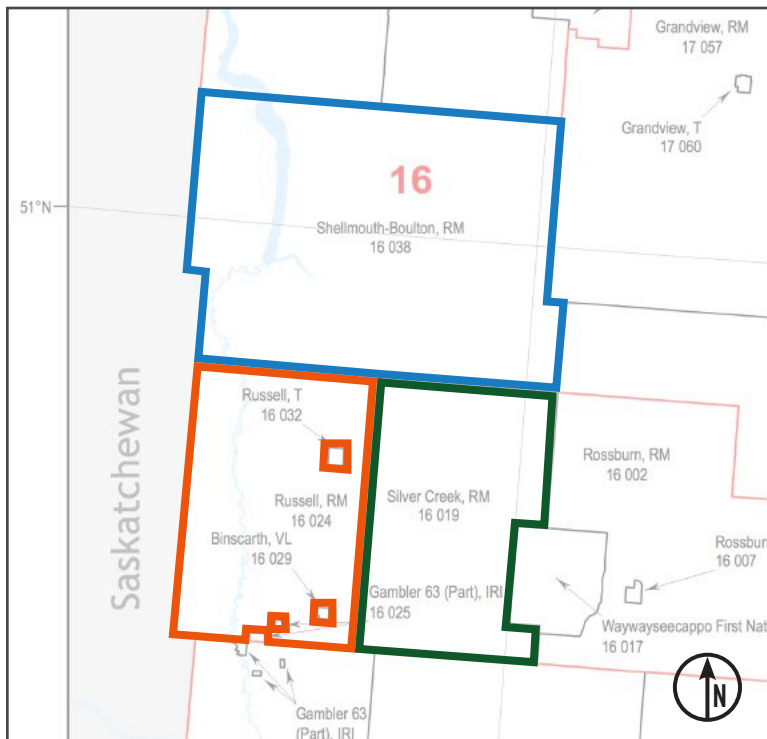 Grandview, RM
17 057
Grandview, T
17 060
16
51°N
Shellmouth-Boulton, RM
16 038
Saskatchewan
Russell, T
16 032
Rossburn, RM
16 002
Russell, RM
16 024
Silver Creek, RM
16 019
Binscarth, VL
16 029
Rossburn
16 007
Gambler 63 (Part), IRI
16 025
Waywayseecappo First Nat
16 017
Gambler 63
(Part), IRI
N